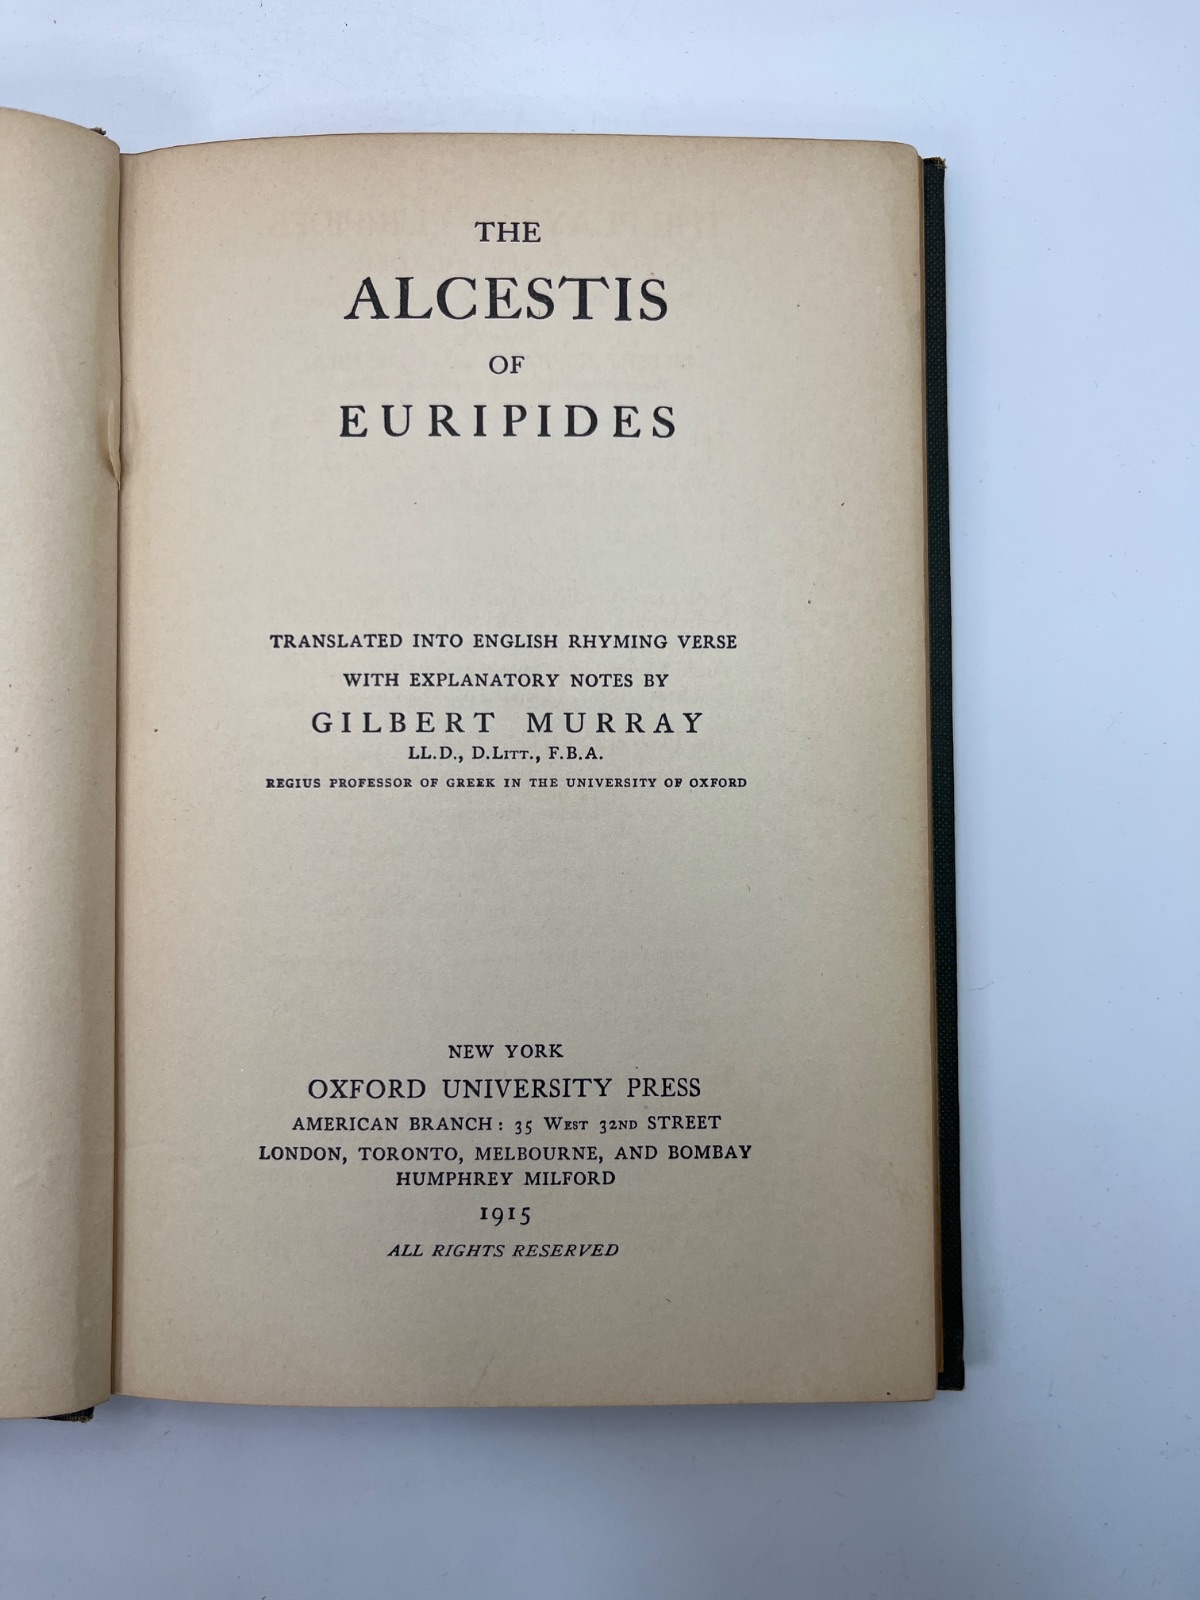 THE
ALCESTIS
OF
EURIPIDES
TRANSLATED INTO ENGLISH RHYMING VERSE
WITH EXPLANATORY NOTES BY
GILBERT MURRAY
LL.D., D.LITT., F.B.A.
REGIUS PROFESSOR OF GREEK IN THE UNIVERSITY OF OXFORD
NEW YORK
OXFORD UNIVERSITY PRESS
AMERICAN BRANCH: 35 WEST 32ND STREET
LONDON, TORONTO, MELBOURNE, AND BOMBAY
HUMPHREY MILFORD
1915
ALL RIGHTS RESERVED